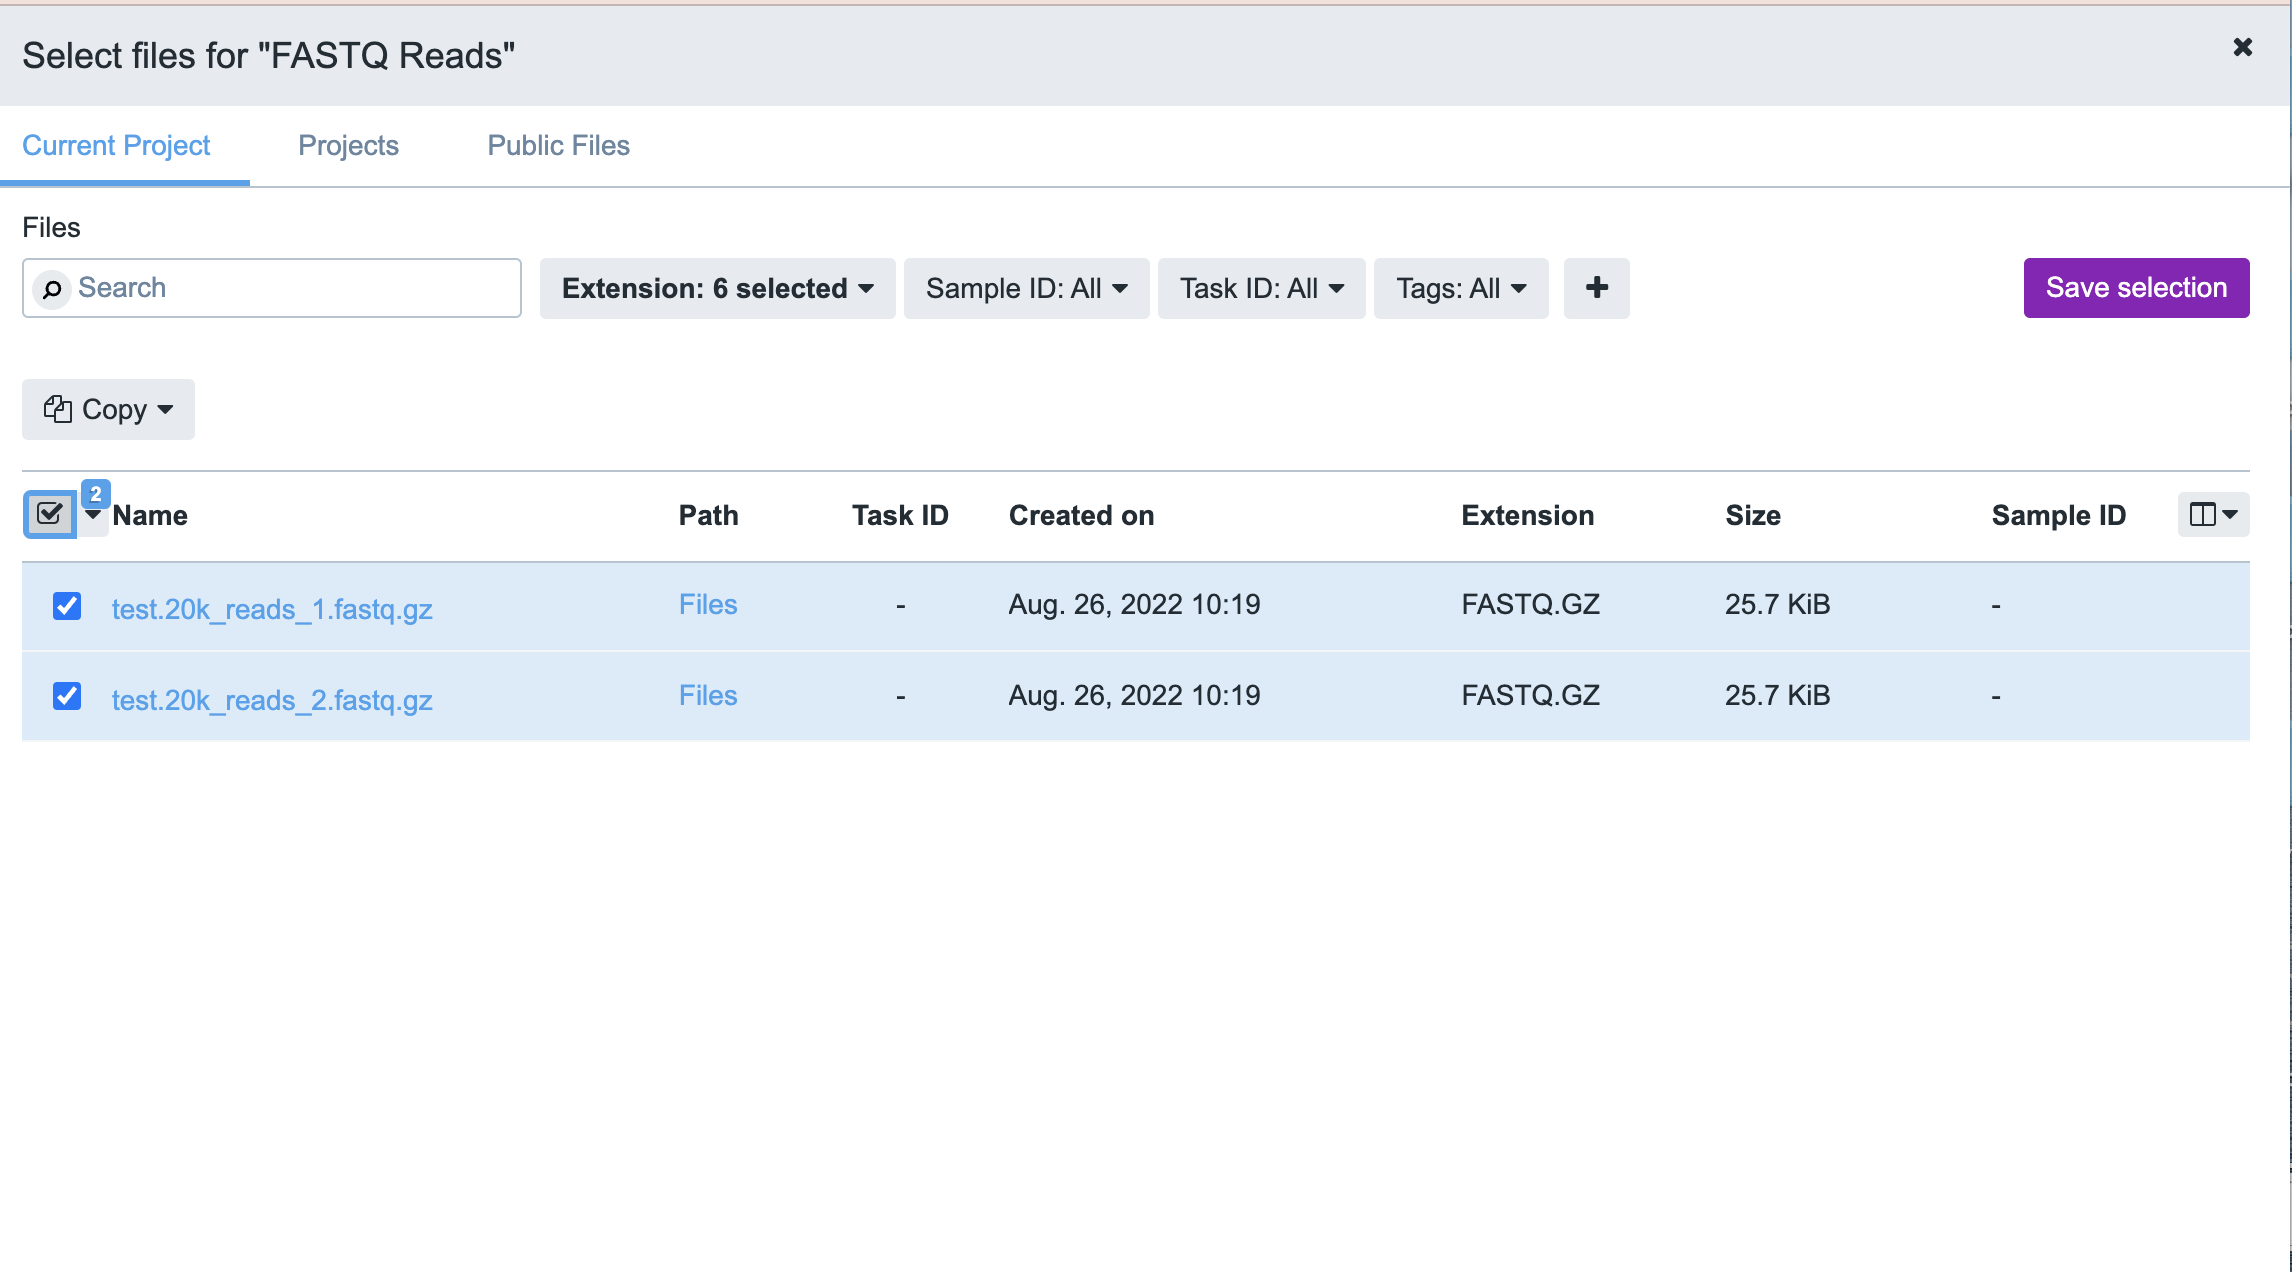 Select files for "FASTQ Reads"
Current Project Projects Public Files
Files
Search Extension: 6 selected Sample ID: All Task ID: All Tags: All Save selection
Copy
2
Name Path Task ID Created on Extension Size Sample ID
test.20k_reads_1.fastq.gz Files - Aug. 26, 2022 10:19 FASTQ.GZ 25.7 KiB -
test.20k_reads_2.fastq.gz Files - Aug. 26, 2022 10:19 FASTQ.GZ 25.7 KiB -